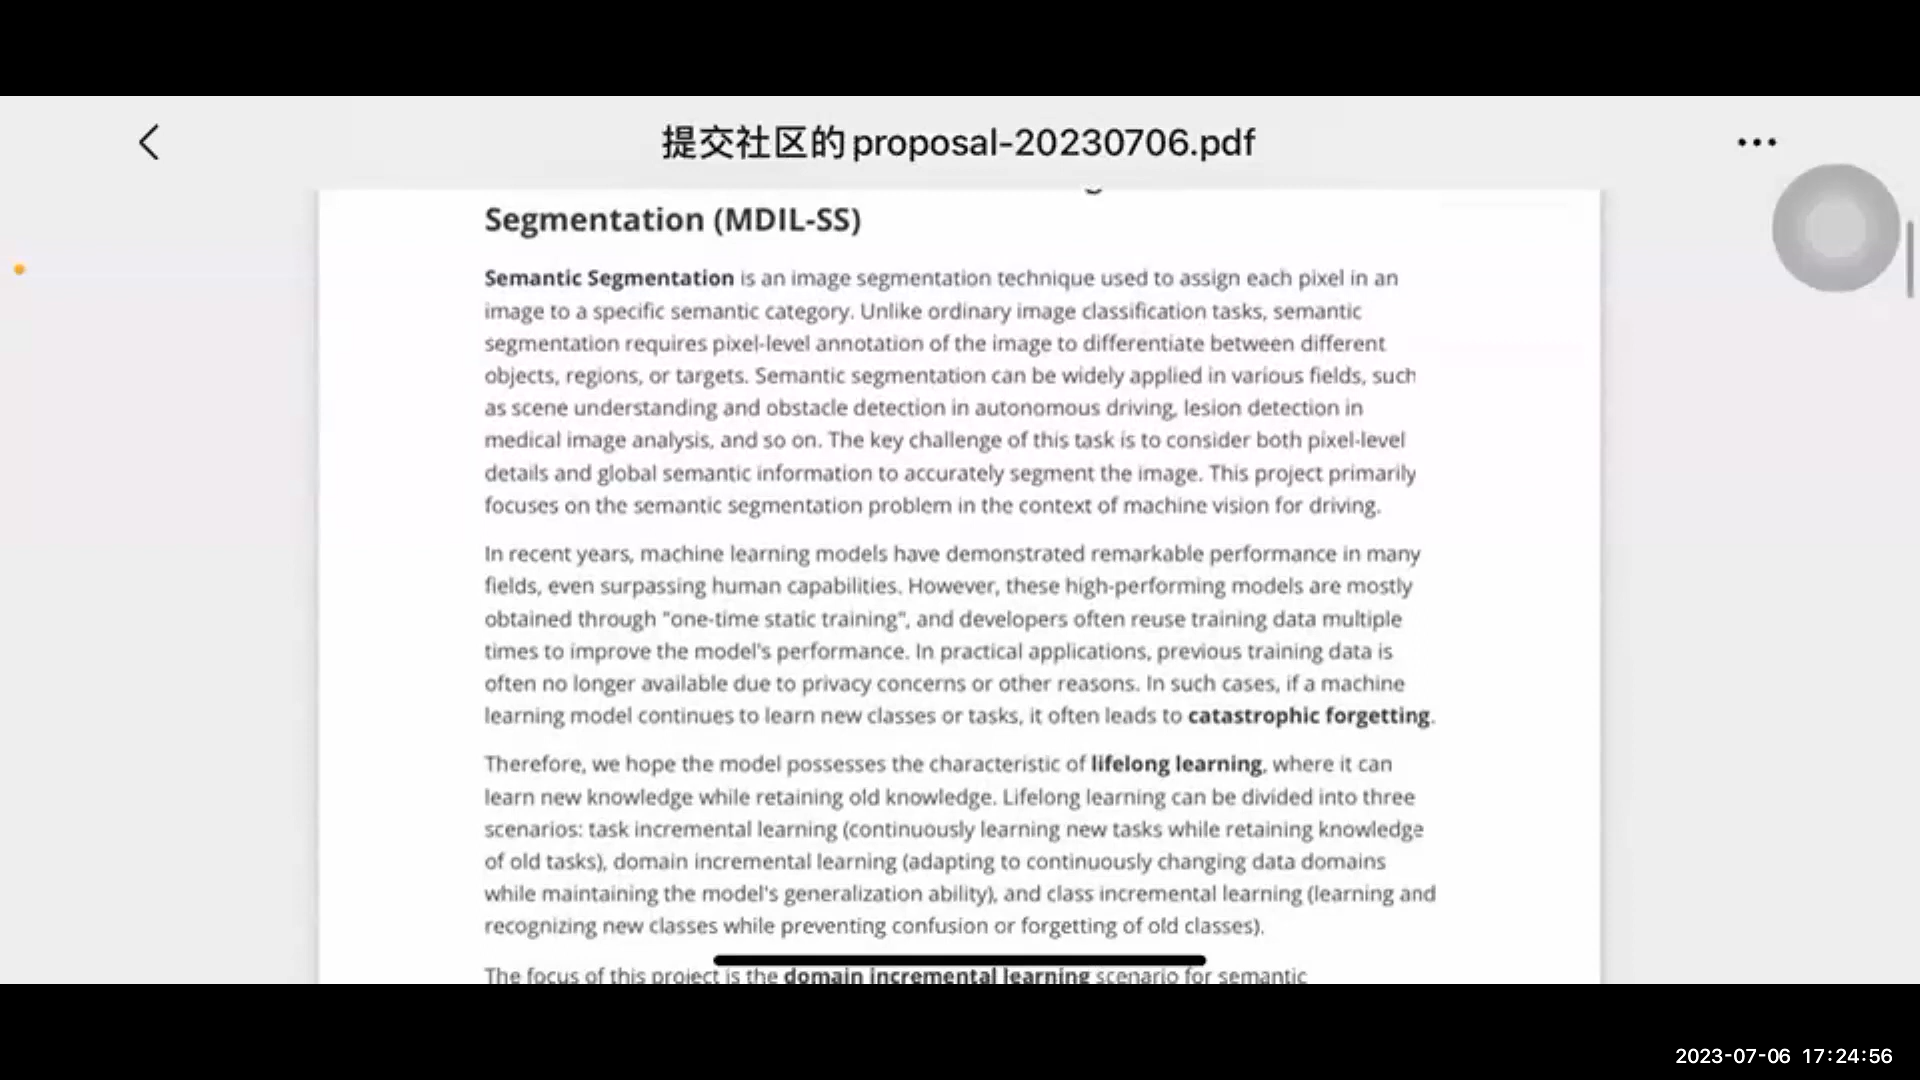 提交社区的proposal-20230706.pdf
Segmentation (MDIL-SS)
Semantic Segmentation is an image segmentation technique used to assign each pixel in an
image to a specific semantic category. Unlike ordinary image classification tasks, semantic
segmentation requires pixel-level annotation of the image to differentiate between different
objects, regions, or targets. Semantic segmentation can be widely applied in various fields, such
as scene understanding and obstacle detection in autonomous driving, lesion detection in
medical image analysis, and so on. The key challenge of this task is to consider both pixel-level
details and global semantic information to accurately segment the image. This project primarily
focuses on the semantic segmentation problem in the context of machine vision for driving.
In recent years, machine learning models have demonstrated remarkable performance in many
fields, even surpassing human capabilities. However, these high-performing models are mostly
obtained through "one-time static training", and developers often reuse training data multiple
times to improve the model's performance. In practical applications, previous training data is
often no longer available due to privacy concerns or other reasons. In such cases, if a machine
learning model continues to learn new classes or tasks, it often leads to catastrophic forgetting.
Therefore, we hope the model possesses the characteristic of lifelong learning, where it can
learn new knowledge while retaining old knowledge. Lifelong learning can be divided into three
scenarios: task incremental learning (continuously learning new tasks while retaining knowledge
of old tasks), domain incremental learning (adapting to continuously changing data domains
while maintaining the model's generalization ability), and class incremental learning (learning and
recognizing new classes while preventing confusion or forgetting of old classes).
The focus of this project is the domain incremental learning scenario for semantic
2023-07-06 17:24:56